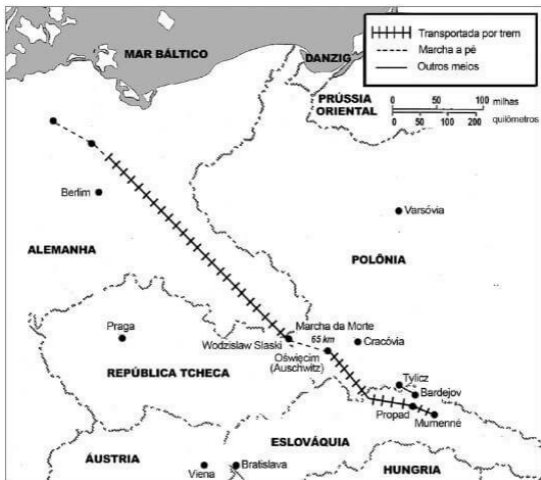 MAR BÁLTICO
DANZIG
Transportada por trem
Marcha a pé
Outros meios
PRÚSSIA
ORIENTAL
0 50 100 milhas
0 100 200 quilômetros
Berlim
Varsóvia
ALEMANHA
POLÔNIA
Praga
Marcha da Morte
Wodzislaw Slaski
65 km
Cracóvia
Oświęcim
(Auschwitz)
REPÚBLICA TCHECA
Tylicz
Bardejov
Propad
Mumenné
ESLOVÁQUIA
ÁUSTRIA
Viena
Bratislava
HUNGRIA